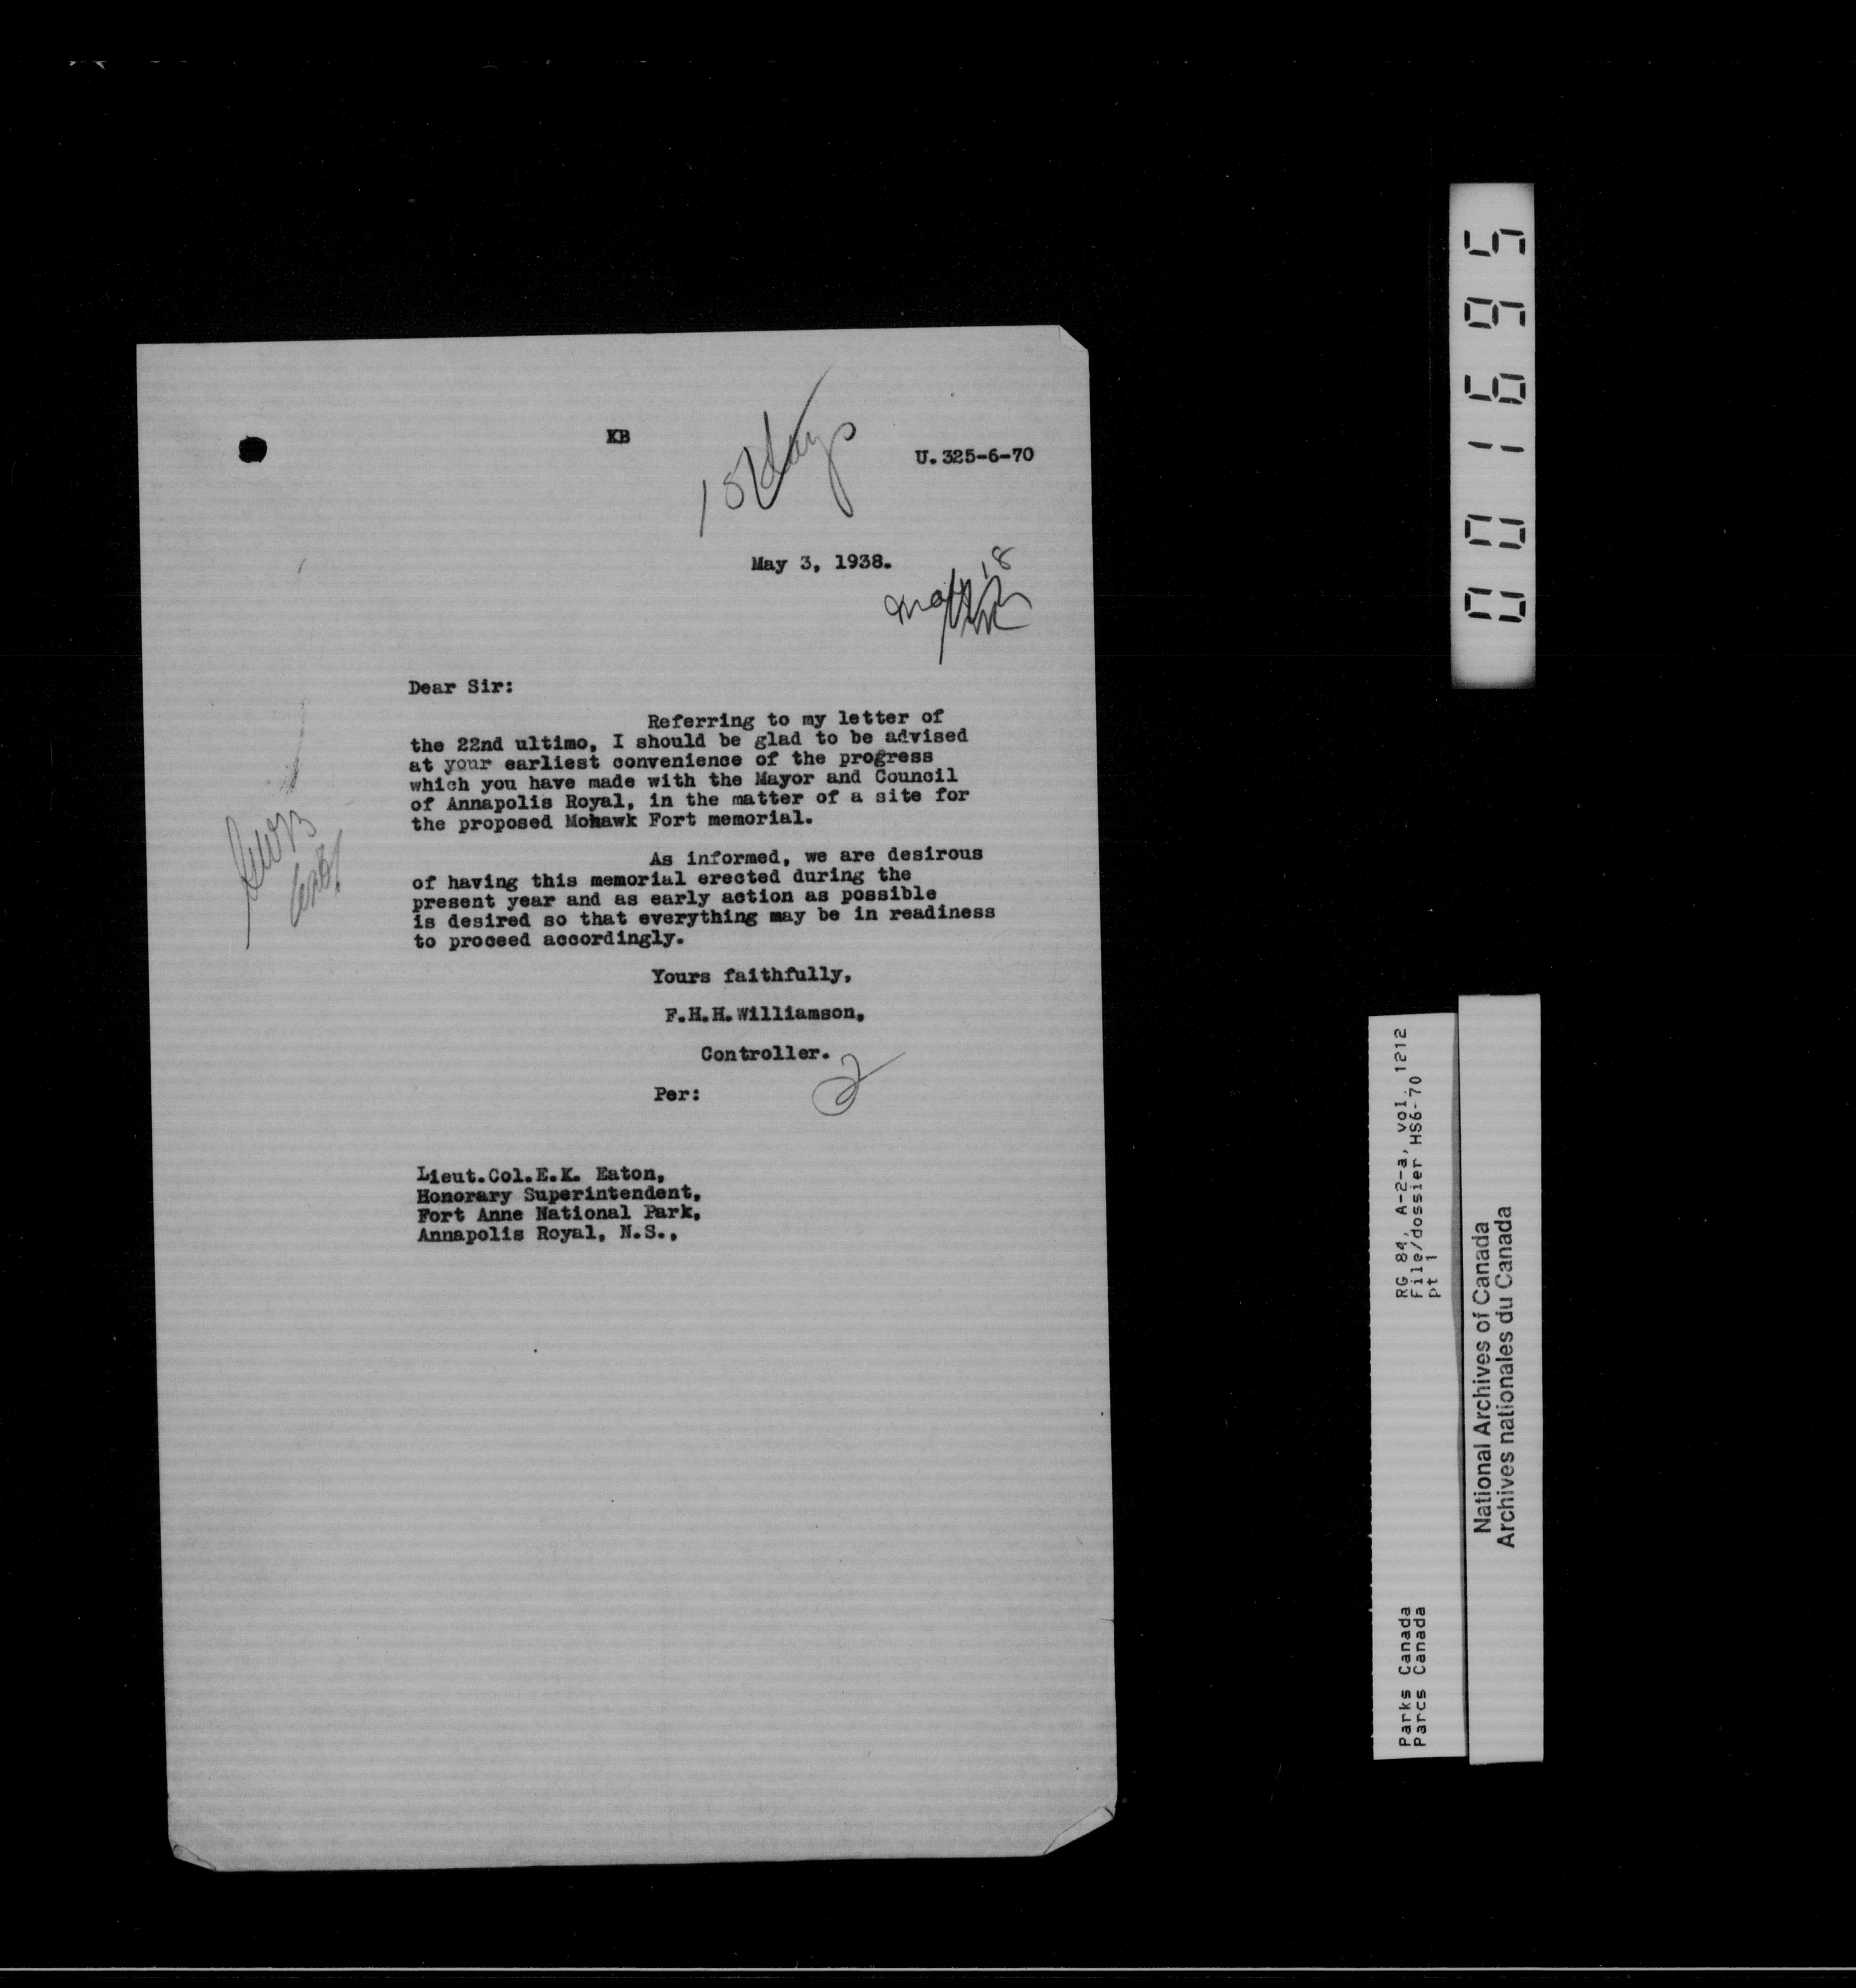 KB
15 days
U.325-6-70
May 3, 1938.
May 18
Dear Sir:
Referring to my letter of
the 22nd ultimo, I should be glad to be advised
at your earliest convenience of the progress
which you have made with the Mayor and Council
of Annapolis Royal, in the matter of a site for
the proposed Mohawk Fort memorial.
As informed, we are desirous
of having this memorial erected during the
present year and as early action as possible
is desired so that everything may be in readiness
to proceed accordingly.
Yours faithfully,
F.H.H.Williamson,
Controller.
Per:
Lieut.Col.E.K. Eaton,
Honorary Superintendent,
Fort Anne National Park,
Annapolis Royal, N.S.,
001695
RG 84, A-2-a, vol. 1212
File/dossier HS6-70
pt 1
Parks Canada
Parcs Canada
National Archives of Canada
Archives nationales du Canada